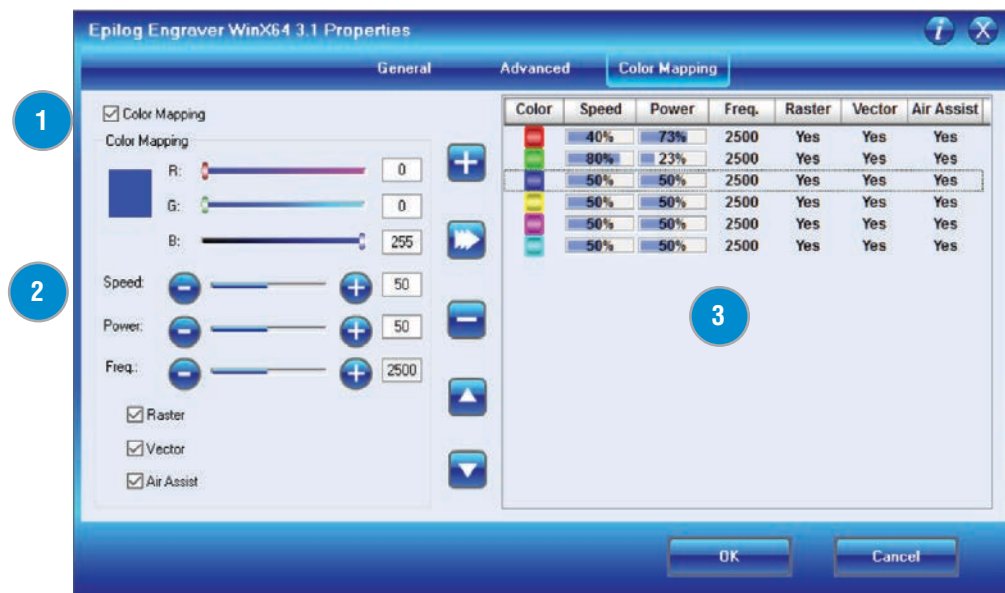 Epilog Engraver WinX64 3.1 Properties
i X
General Advanced Color Mapping
1
Color Mapping
Color Mapping
R: 0
G: 0
B: 255
2
Speed: 50
Power: 50
Freq.: 2500
Raster
Vector
Air Assist
Color Speed Power Freq. Raster Vector Air Assist
40% 73% 2500 Yes Yes Yes
80% 23% 2500 Yes Yes Yes
50% 50% 2500 Yes Yes Yes
50% 50% 2500 Yes Yes Yes
50% 50% 2500 Yes Yes Yes
50% 50% 2500 Yes Yes Yes
3
OK Cancel